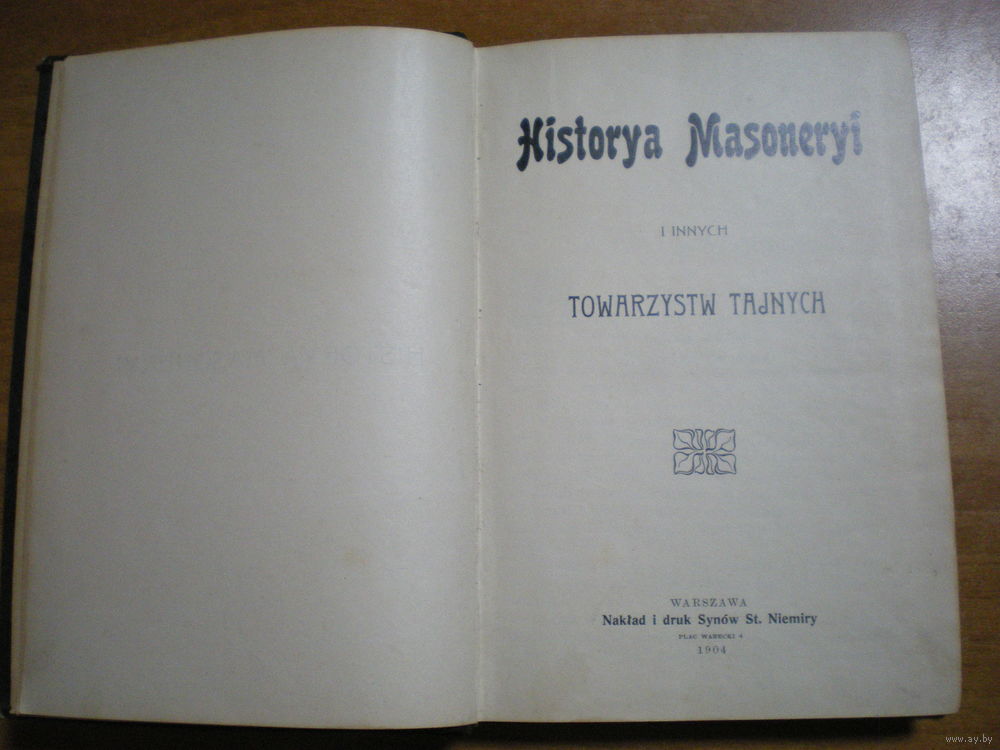 Historya Masoneryi
I INNYCH
TOWARZYSTW TAJNYCH
WARSZAWA
Nakład i druk Synów St. Niemiry
PLAC WARECKI 4
1904
www.ay.by